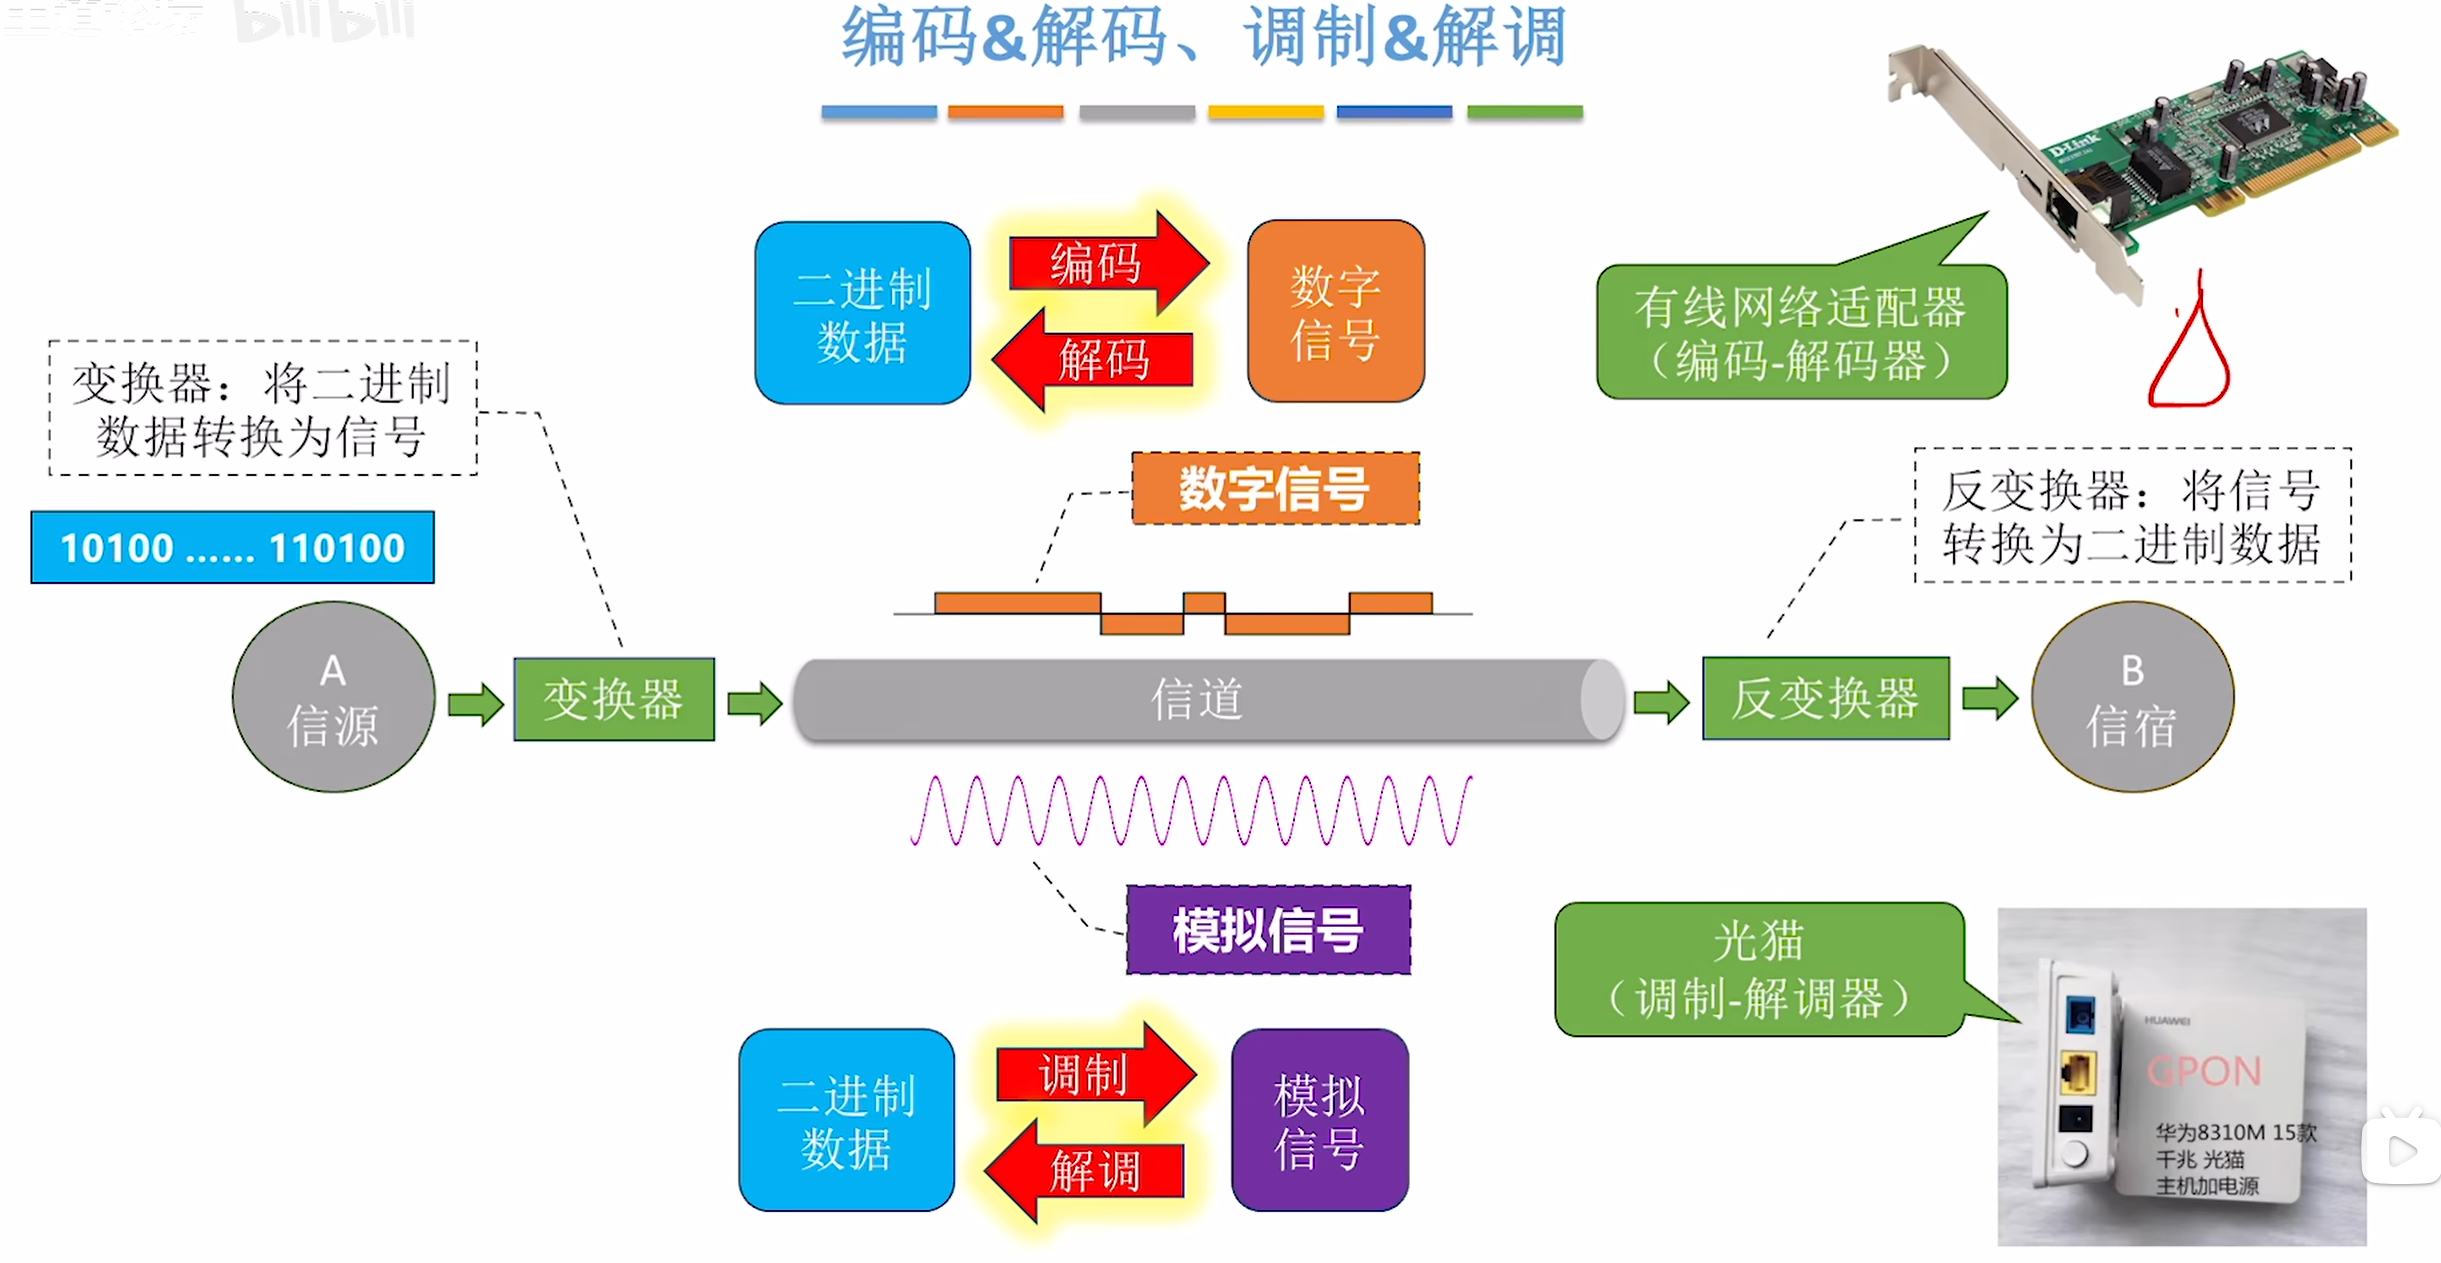 bilibili
编码&解码、调制&解调
D-Link
二进制
数据
编码
解码
数字
信号
有线网络适配器
（编码-解码器）
变换器：将二进制
数据转换为信号
数字信号
反变换器：将信号
转换为二进制数据
10100 ...... 110100
A
信源
变换器
信道
反变换器
B
信宿
模拟信号
光猫
（调制-解调器）
二进制
数据
调制
解调
模拟
信号
HUAWEI
GPON
华为8310M 15款
千兆 光猫
主机加电源